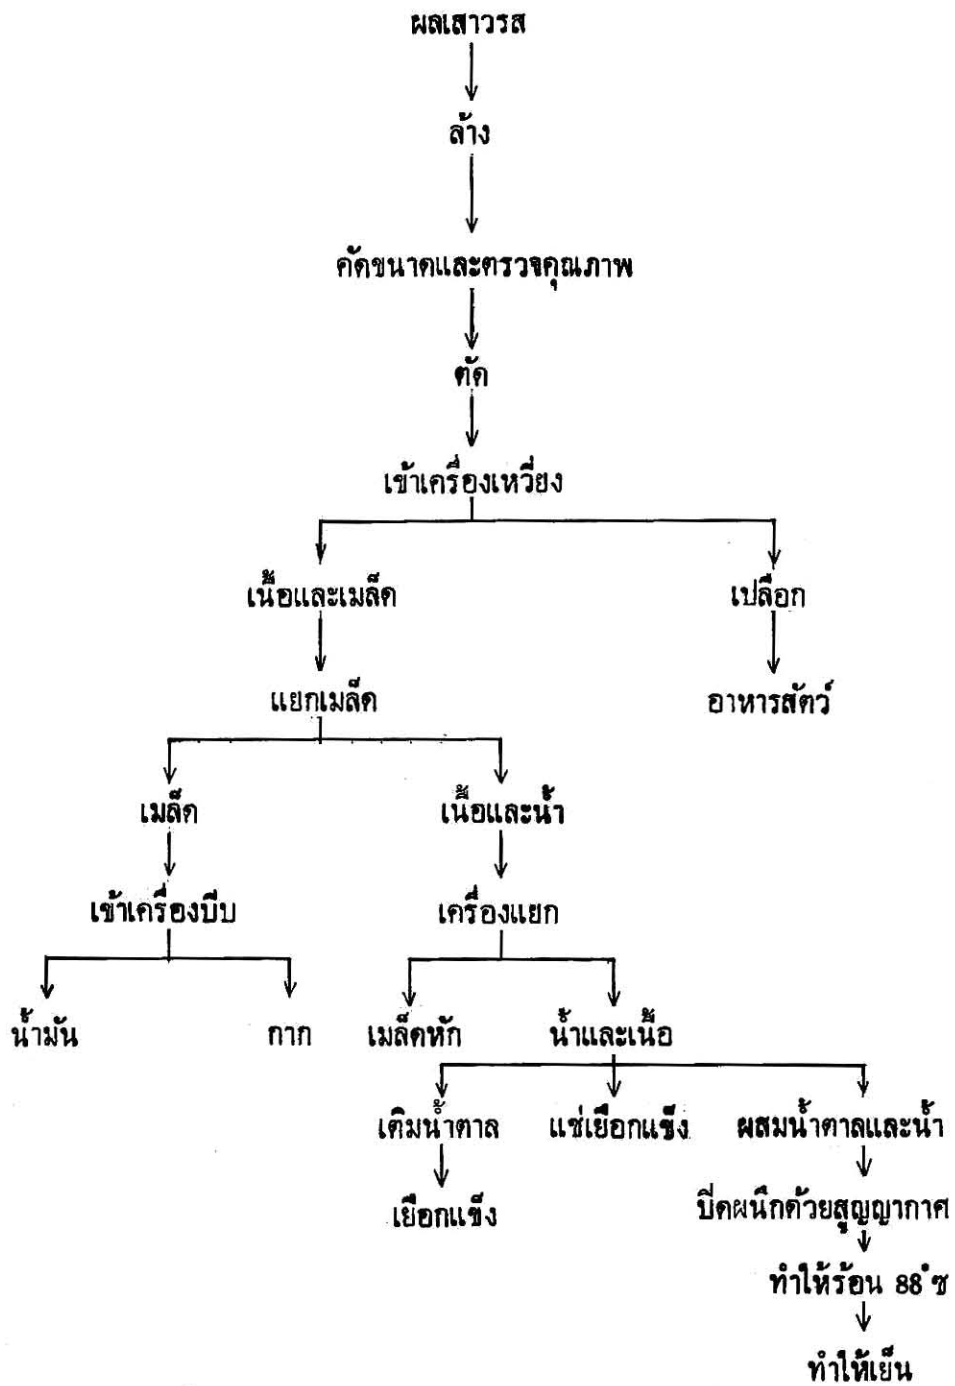 ผลเสาวรส
ล้าง
คัดขนาดและตรวจคุณภาพ
ตัด
เข้าเครื่องเหวี่ยง
เนื้อและเมล็ด เปลือก
แยกเมล็ด อาหารสัตว์
เมล็ด เนื้อและน้ำ
เข้าเครื่องบีบ เครื่องแยก
น้ำมัน กาก เมล็ดหัก น้ำและเนื้อ
เติมน้ำตาล แช่เยือกแข็ง ผสมน้ำตาลและน้ำ
เยือกแข็ง ปิดผนึกด้วยสูญญากาศ
ทำให้ร้อน 88°ซ
ทำให้เย็น